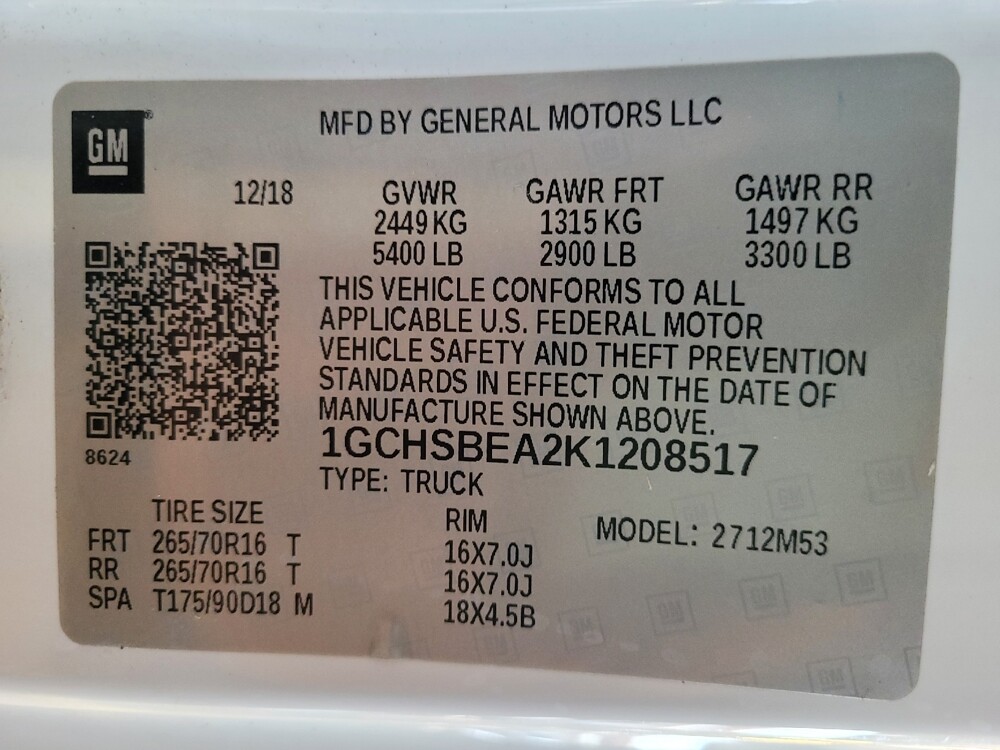 GM
MFD BY GENERAL MOTORS LLC
12/18 GVWR GAWR FRT GAWR RR
2449 KG 1315 KG 1497 KG
5400 LB 2900 LB 3300 LB
THIS VEHICLE CONFORMS TO ALL
APPLICABLE U.S. FEDERAL MOTOR
VEHICLE SAFETY AND THEFT PREVENTION
STANDARDS IN EFFECT ON THE DATE OF
MANUFACTURE SHOWN ABOVE.
8624
1GCHSBEA2K1208517
TYPE: TRUCK
TIRE SIZE RIM MODEL: 2712M53
FRT 265/70R16 T 16X7.0J
RR 265/70R16 T 16X7.0J
SPA T175/90D18 M 18X4.5B